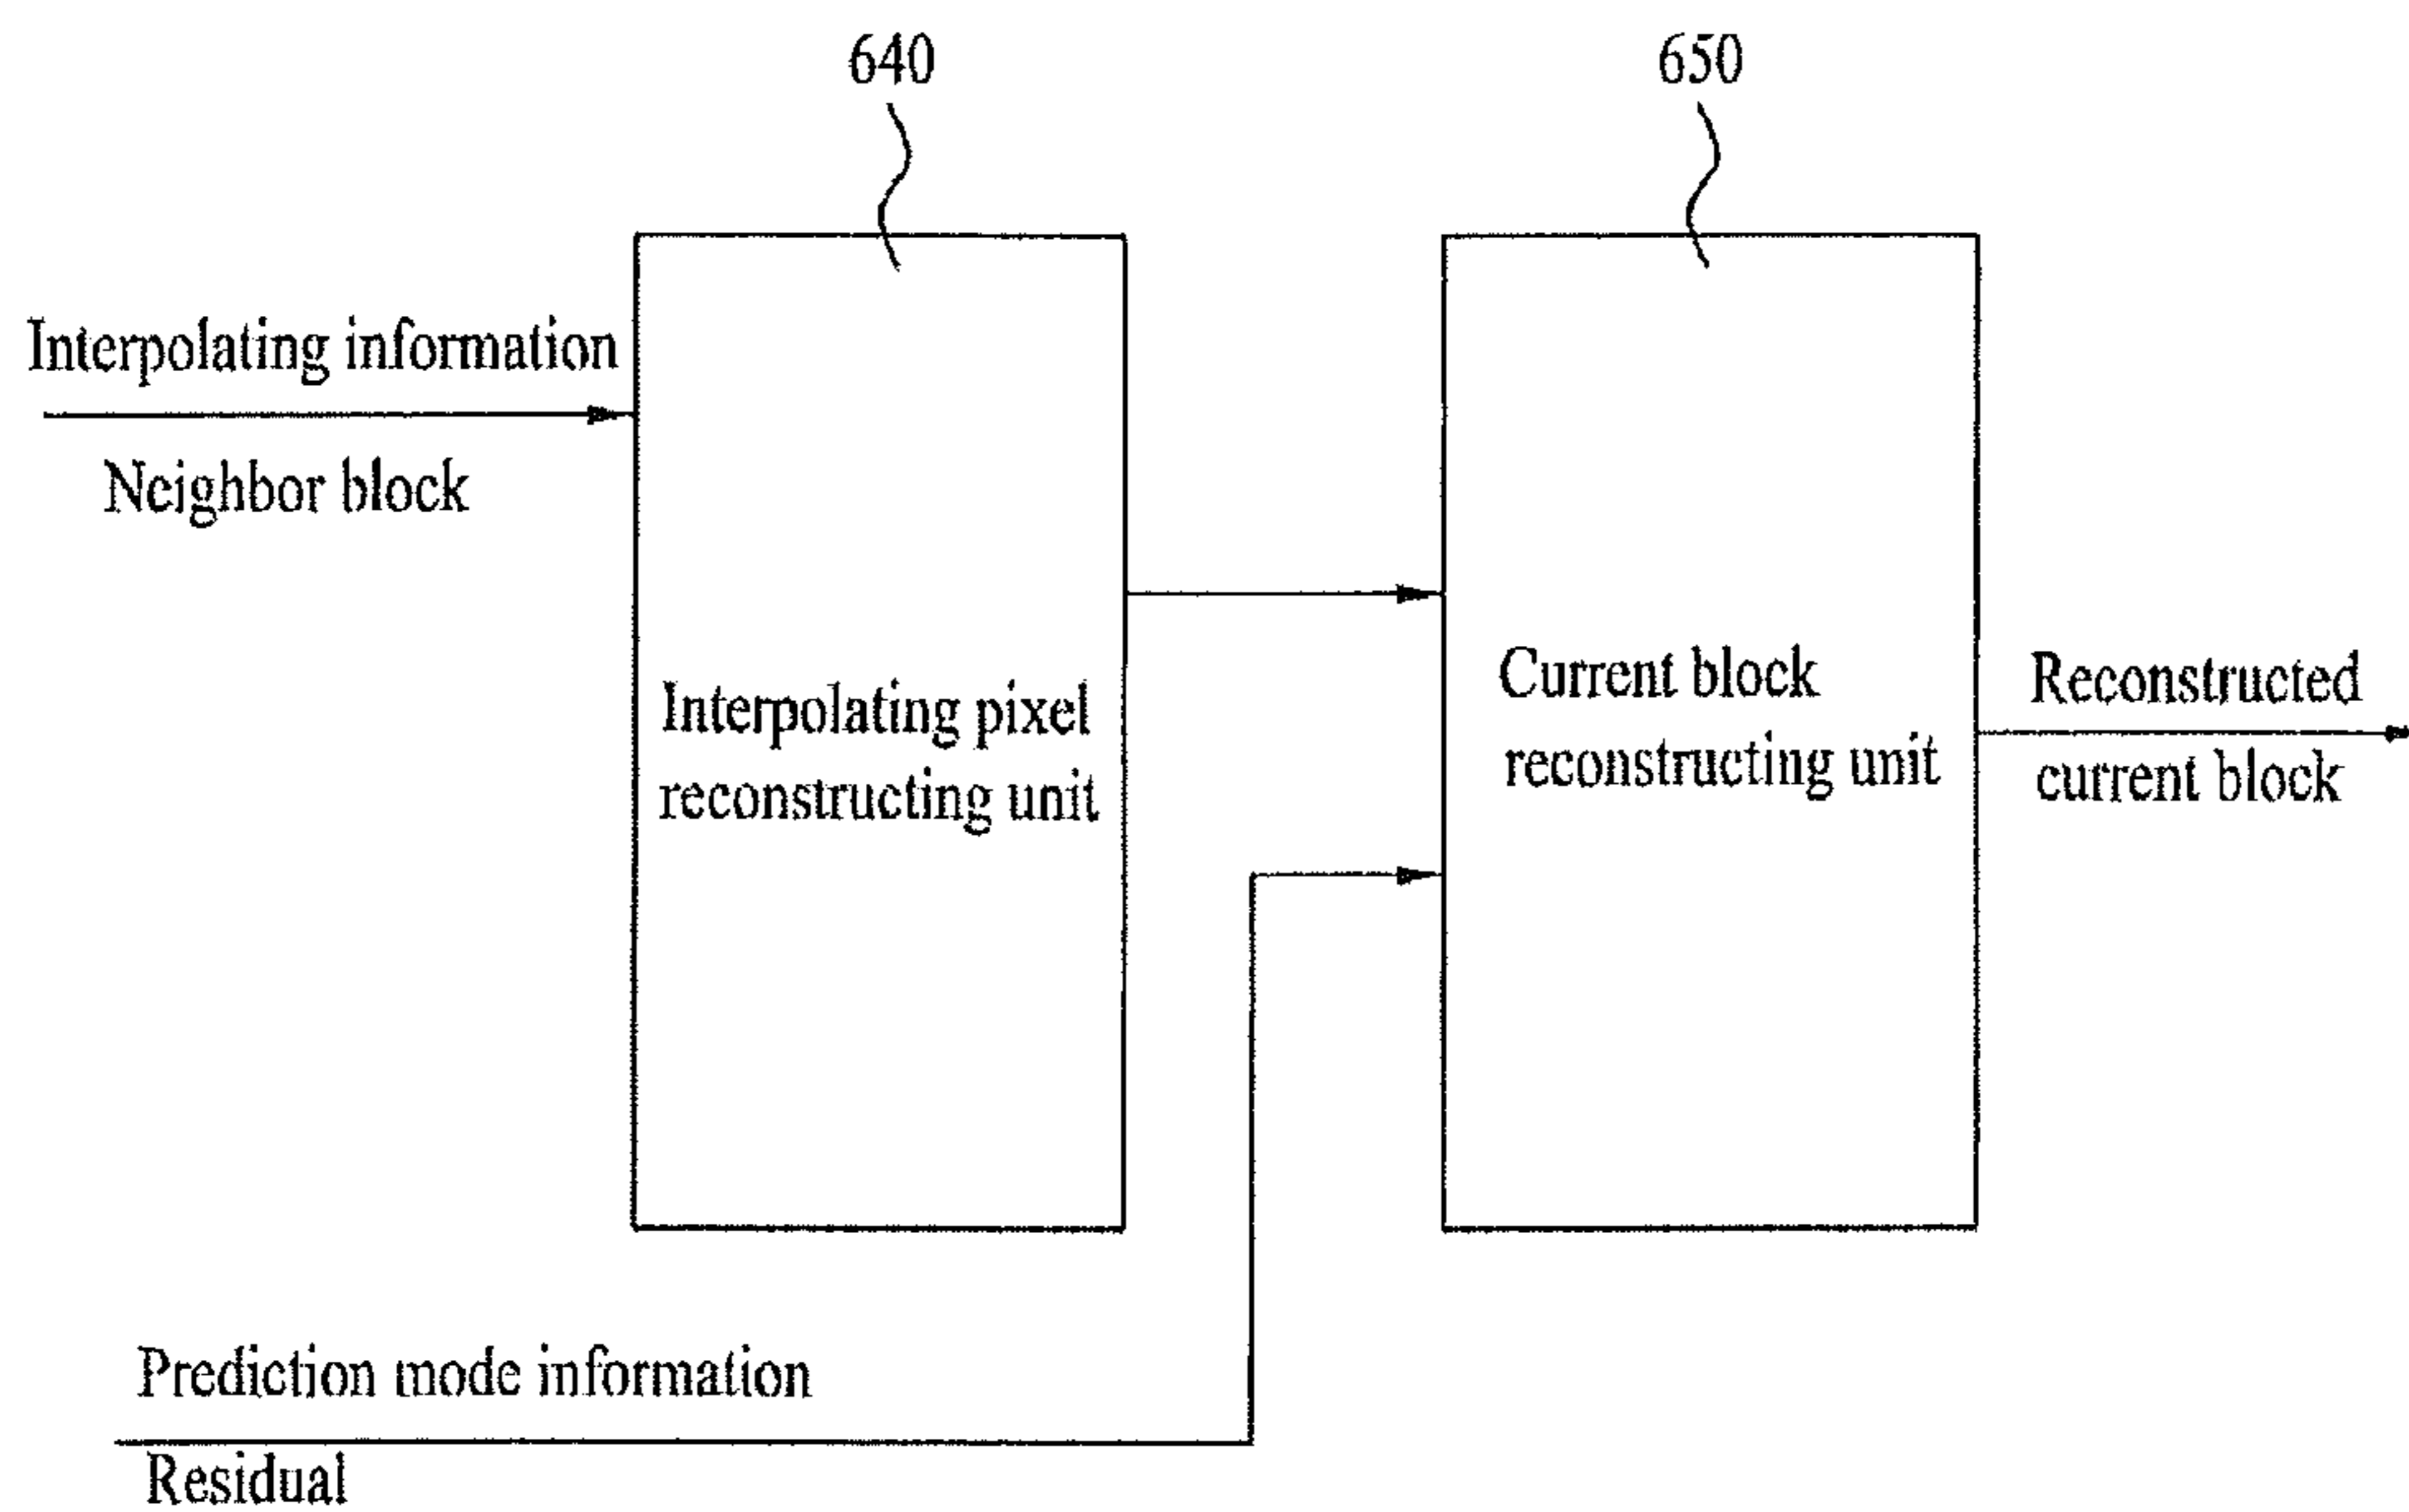 640
650
Interpolating information
Neighbor block
Interpolating pixel
reconstructing unit
Current block
reconstructing unit
Reconstructed
current block
Prediction mode information
Residual